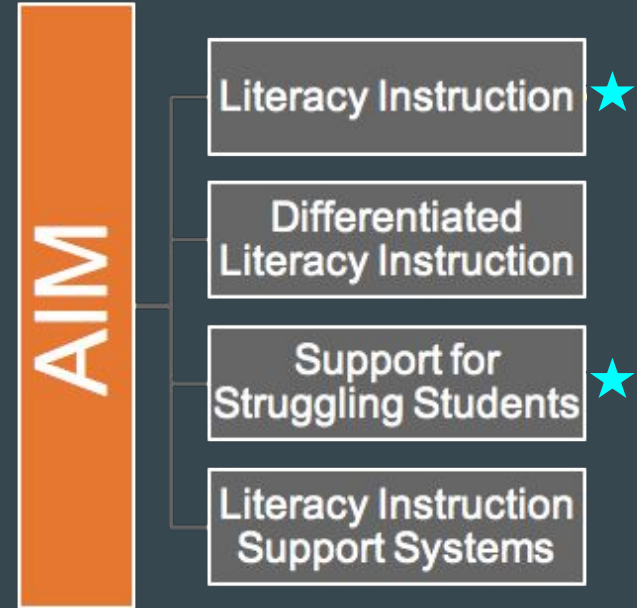 AIM
Literacy Instruction
Differentiated
Literacy Instruction
Support for
Struggling Students
Literacy Instruction
Support Systems